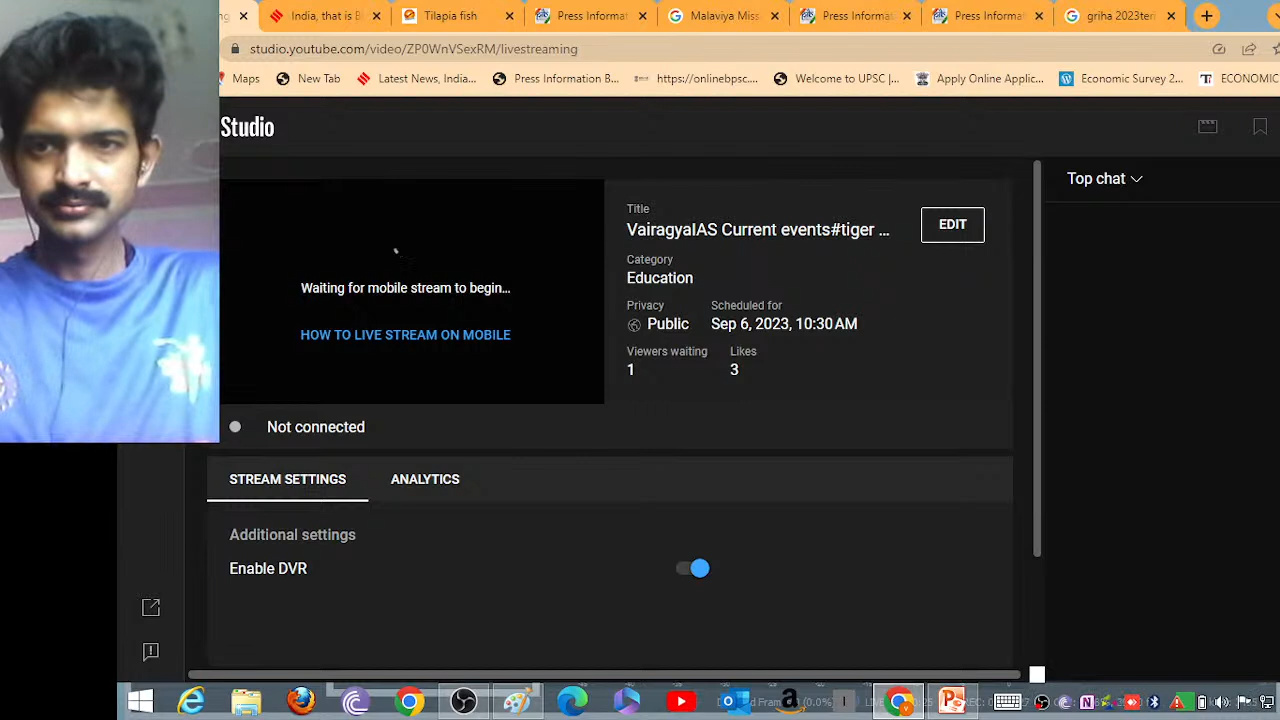 India, that is B
Tilapia fish
Press Informat
Malaviya Miss
Press Informat
Press Informat
griha 2023teri
studio.youtube.com/video/ZP0WnVSexRM/livestreaming
Maps
New Tab
Latest News, India...
Press Information B...
https://onlinebpsc....
Welcome to UPSC |...
Apply Online Applic...
Economic Survey 2...
ECONOMIC
Studio
Top chat
Title
VairagyaIAS Current events#tiger ...
EDIT
Category
Education
Privacy
Scheduled for
Public
Sep 6, 2023, 10:30 AM
Viewers waiting
Likes
1
3
Waiting for mobile stream to begin...
HOW TO LIVE STREAM ON MOBILE
Not connected
STREAM SETTINGS
ANALYTICS
Additional settings
Enable DVR